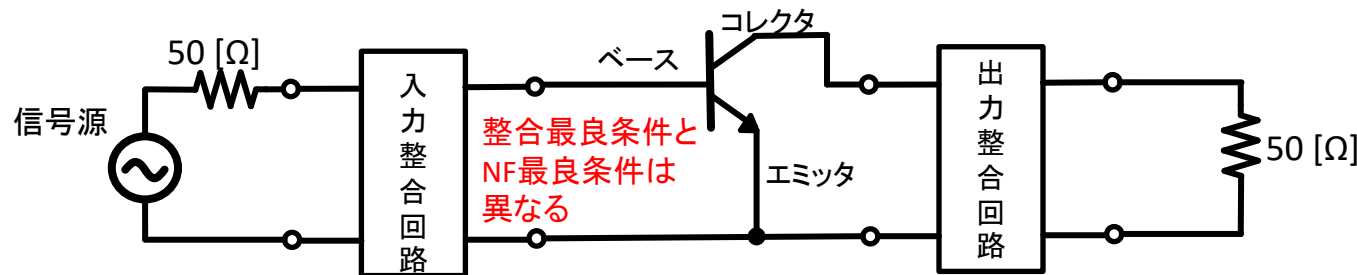 コレクタ
50 [Ω]
ベース
信号源
入力整合回路
整合最良条件と
NF最良条件は
異なる
エミッタ
出力整合回路
50 [Ω]